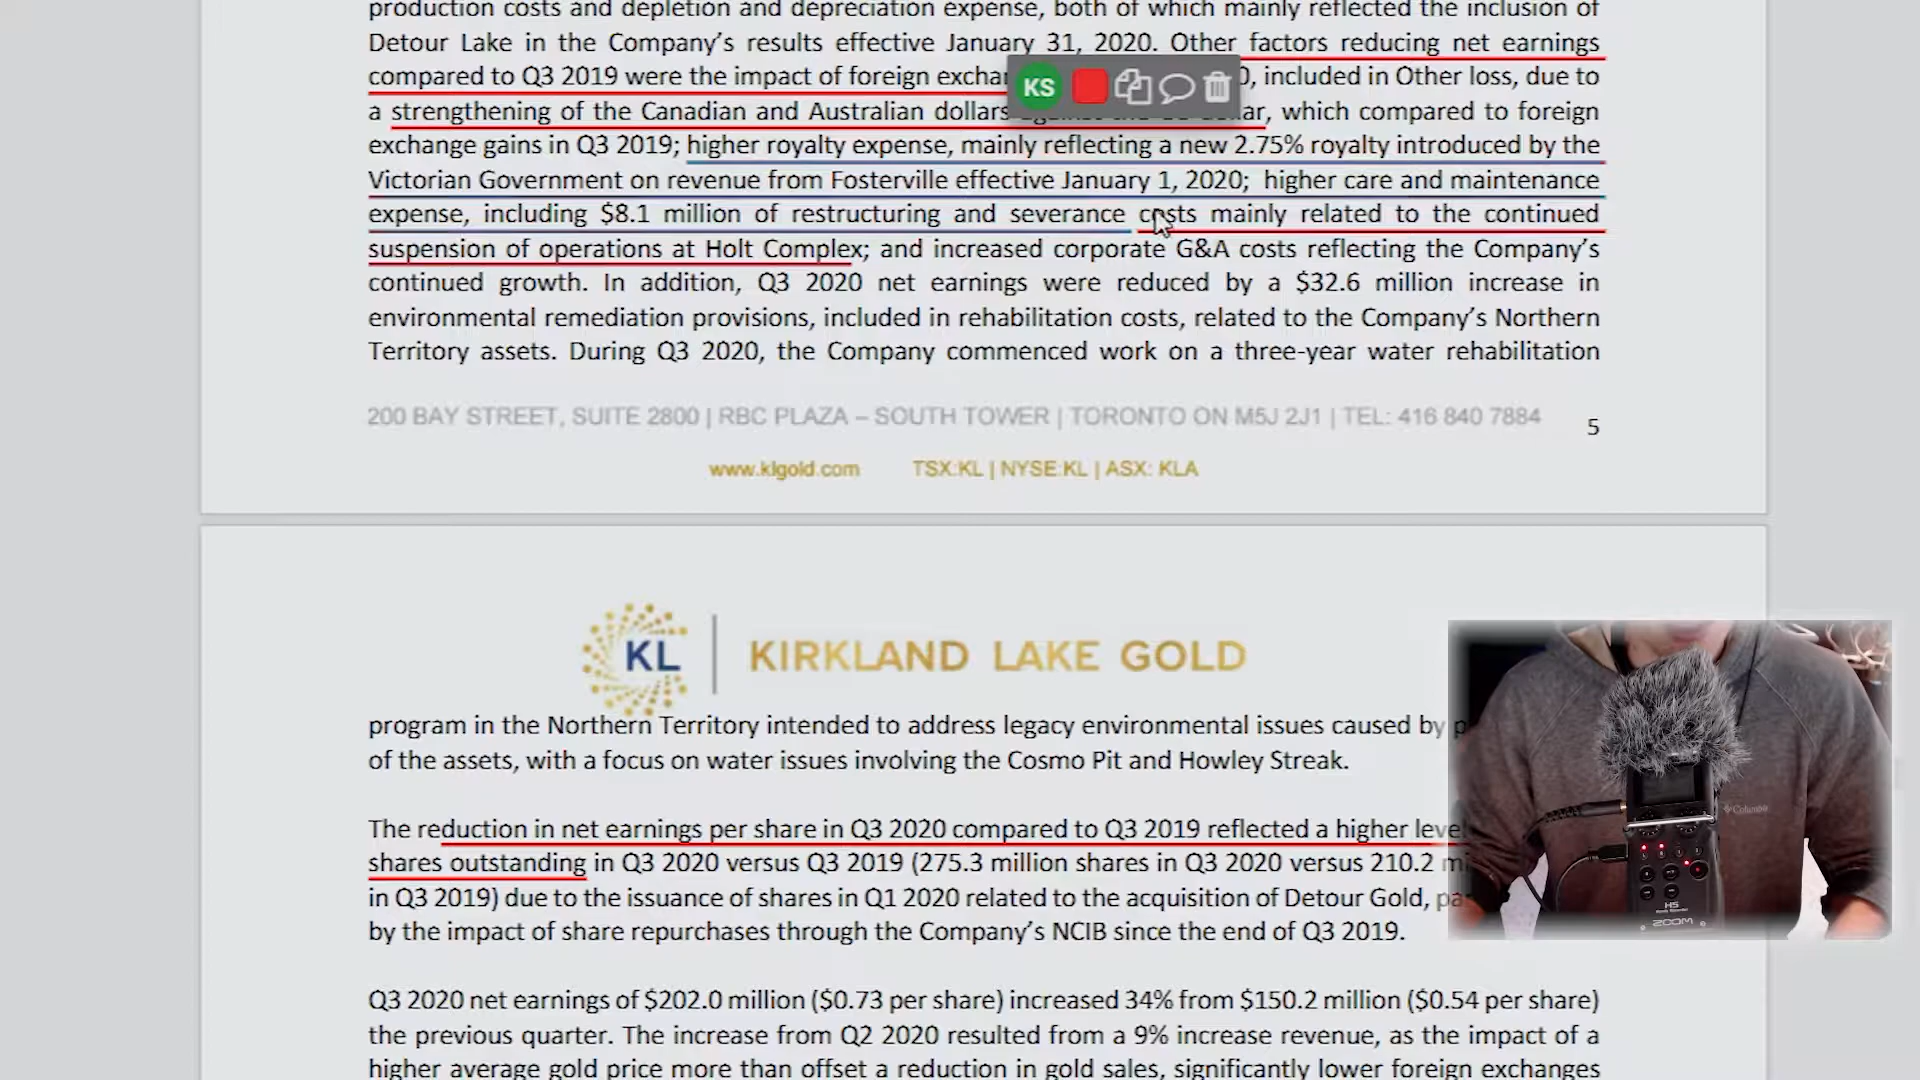 production costs and depletion and depreciation expense, both of which mainly reflected the inclusion of
Detour Lake in the Company's results effective January 31, 2020. Other factors reducing net earnings
compared to Q3 2019 were the impact of foreign , included in Other loss, due to
KS
a strengthening of the Canadian and Australian dollars , which compared to foreign
exchange gains in Q3 2019; higher royalty expense, mainly reflecting a new 2.75% royalty introduced by the
Victorian Government on revenue from Fosterville effective January 1, 2020; higher care and maintenance
expense, including $8.1 million of restructuring and severance costs mainly related to the continued
suspension of operations at Holt Complex; and increased corporate G&A costs reflecting the Company's
continued growth. In addition, Q3 2020 net earnings were reduced by a $32.6 million increase in
environmental remediation provisions, included in rehabilitation costs, related to the Company's Northern
Territory assets. During Q3 2020, the Company commenced work on a three-year water rehabilitation
200 BAY STREET, SUITE 2800 | RBC PLAZA – SOUTH TOWER | TORONTO ON M5J 2J1 | TEL: 416 840 7884
5
www.klgold.com TSX:KL | NYSE:KL | ASX: KLA
KL | KIRKLAND LAKE GOLD
program in the Northern Territory intended to address legacy environmental issues caused by
of the assets, with a focus on water issues involving the Cosmo Pit and Howley Streak.
The reduction in net earnings per share in Q3 2020 compared to Q3 2019 reflected a higher
shares outstanding in Q3 2020 versus Q3 2019 (275.3 million shares in Q3 2020 versus 210.2
in Q3 2019) due to the issuance of shares in Q1 2020 related to the acquisition of Detour Gold,
by the impact of share repurchases through the Company's NCIB since the end of Q3 2019.
Columbia
H5
zoom
Q3 2020 net earnings of $202.0 million ($0.73 per share) increased 34% from $150.2 million ($0.54 per share)
the previous quarter. The increase from Q2 2020 resulted from a 9% increase revenue, as the impact of a
higher average gold price more than offset a reduction in gold sales, significantly lower foreign exchanges